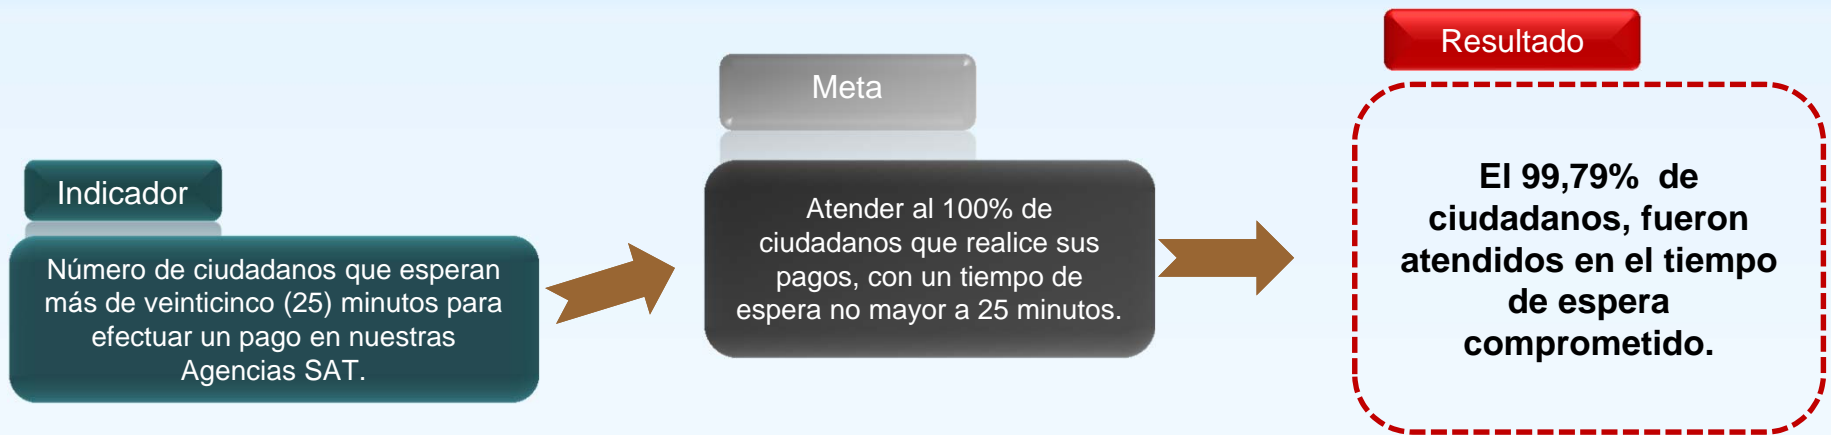 Indicador
Número de ciudadanos que esperan
más de veinticinco (25) minutos para
efectuar un pago en nuestras
Agencias SAT.
Meta
Atender al 100% de
ciudadanos que realice sus
pagos, con un tiempo de
espera no mayor a 25 minutos.
Resultado
El 99,79% de
ciudadanos, fueron
atendidos en el tiempo
de espera
comprometido.